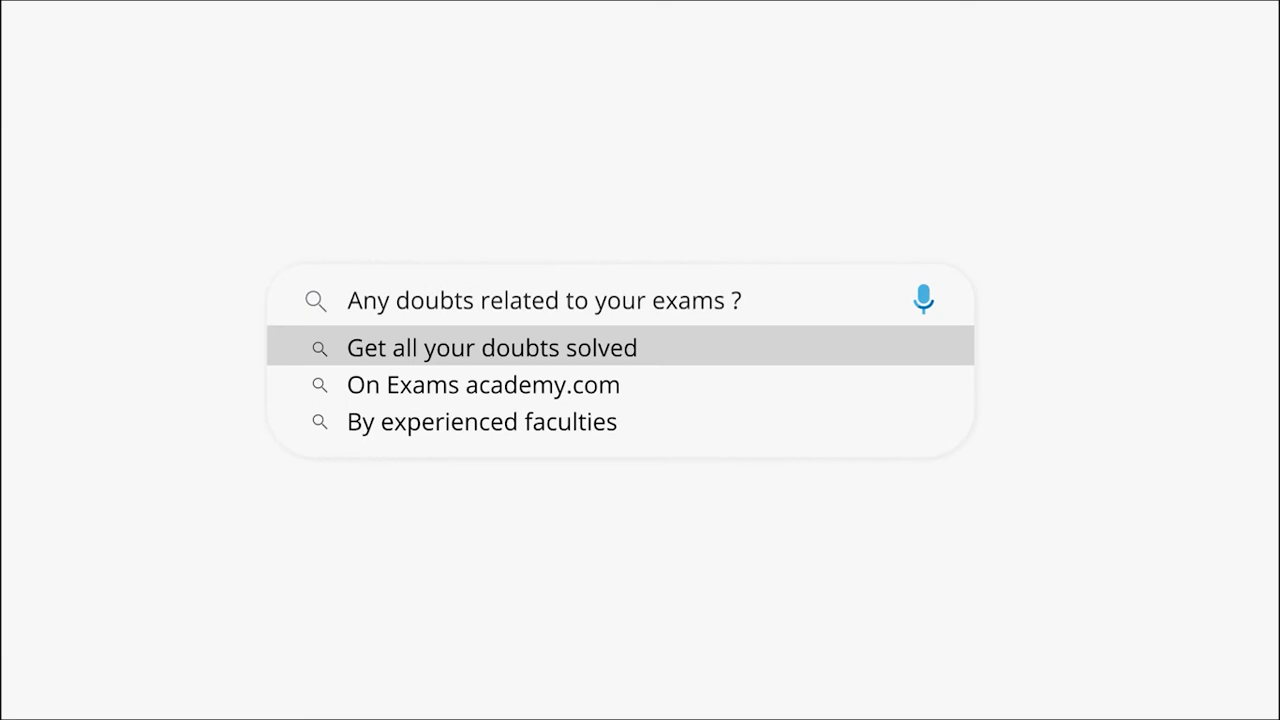 Any doubts related to your exams ?
Get all your doubts solved
On Exams academy.com
By experienced faculties